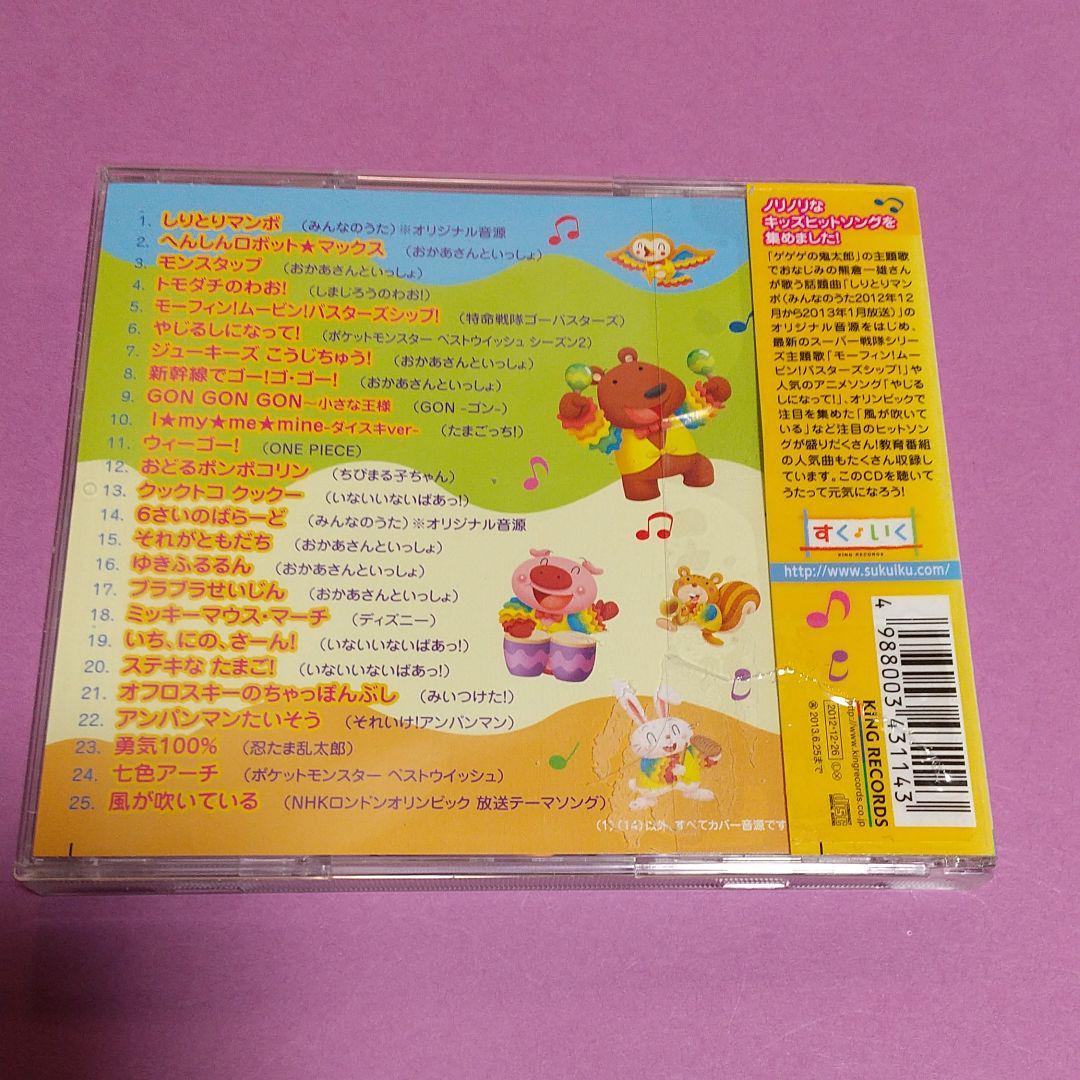 1. しりとりマンボ (みんなのうた)※オリジナル音源
2. へんしんロボット★マックス (おかあさんといっしょ)
3. モンスタップ (おかあさんといっしょ)
4. トモダチのわお! (しまじろうのわお!)
5. モーフィン!ムービン!バスターズシップ! (特命戦隊ゴーバスターズ)
6. やじるしになって! (ポケットモンスター ベストウイッシュ シーズン2)
7. ジューキーズ こうじちゅう! (おかあさんといっしょ)
8. 新幹線でゴー!ゴ・ゴー! (おかあさんといっしょ)
9. GON GON GON～小さな王様 (GON -ゴン-)
10. I★my★me★mine-ダイスキver- (たまごっち!)
11. ウィーゴー! (ONE PIECE)
12. おどるポンポコリン (ちびまる子ちゃん)
13. クックトコ クックー (いないいないばあっ!)
14. 6さいのばらーど (みんなのうた)※オリジナル音源
15. それがともだち (おかあさんといっしょ)
16. ゆきふるるん (おかあさんといっしょ)
17. ブラブラせいじん (おかあさんといっしょ)
18. ミッキーマウス・マーチ (ディズニー)
19. いち、にの、さーん! (いないいないばあっ!)
20. ステキな たまご! (いないいないばあっ!)
21. オフロスキーのちゃっぽんぶし (みいつけた!)
22. アンパンマンたいそう (それいけ!アンパンマン)
23. 勇気100% (忍たま乱太郎)
24. 七色アーチ (ポケットモンスター ベストウイッシュ)
25. 風が吹いている (NHKロンドンオリンピック 放送テーマソング)
(1)(14)以外、すべてカバー音源です
ノリノリな
キッズヒットソングを
集めました!
「ゲゲゲの鬼太郎」の主題歌
でおなじみの熊倉一雄さん
が歌う話題曲「しりとりマン
ボ(みんなのうた2012年12
月から2013年1月放送)」の
オリジナル音源をはじめ、
最新のスーパー戦隊シリー
ズ主題歌「モーフィン!ムー
ビン!バスターズシップ!」や
人気のアニメソング「やじる
しになって!」、オリンピックで
注目を集めた「風が吹いて
いる」など注目のヒットソン
グが盛りだくさん!教育番組
の人気曲もたくさん収録し
ています。このCDを聴いて
うたって元気になろう!
すく♪いく
KING RECORDS
http://www.sukuiku.com/
4 988003 431143
KiNG RECORDS
http://www.kingrecords.co.jp
2012・12・26
2013.6.25まで